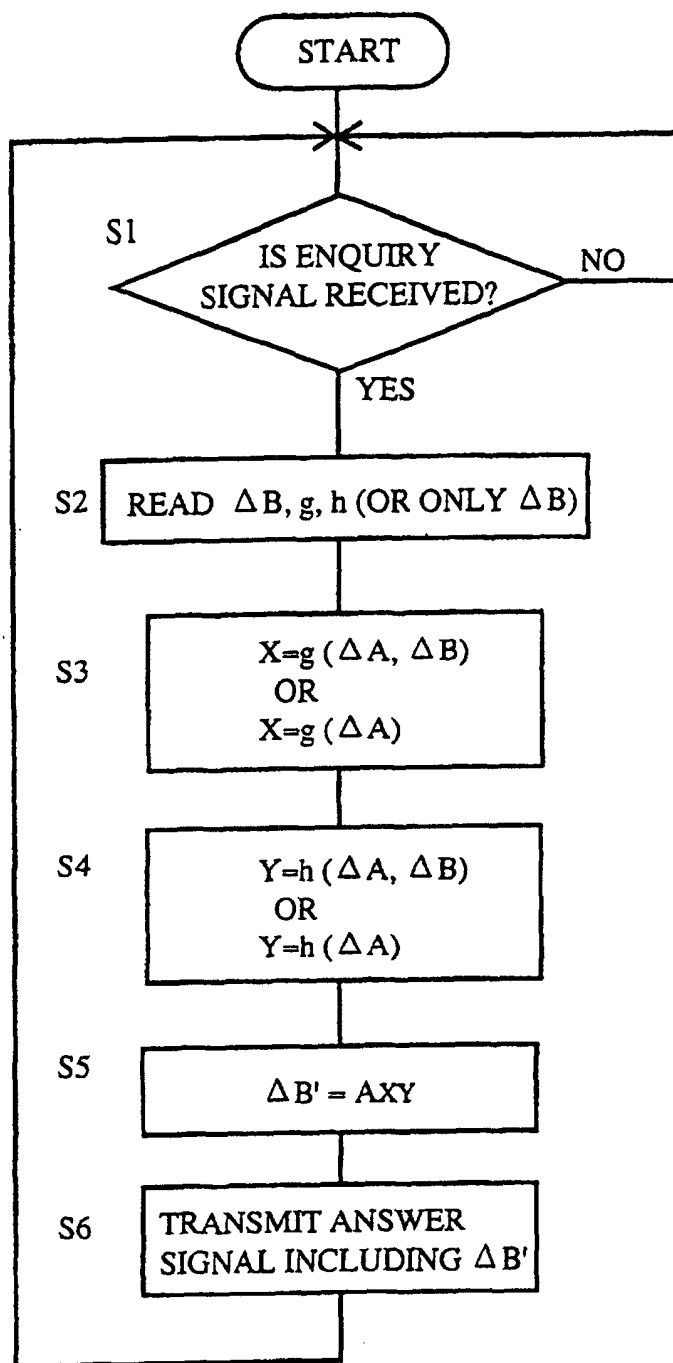 START
S1
IS ENQUIRY
SIGNAL RECEIVED?
NO
YES
S2
READ ΔB, g, h (OR ONLY ΔB)
S3
X=g (ΔA, ΔB)
OR
X=g (ΔA)
S4
Y=h (ΔA, ΔB)
OR
Y=h (ΔA)
S5
ΔB' = AXY
S6
TRANSMIT ANSWER
SIGNAL INCLUDING ΔB'